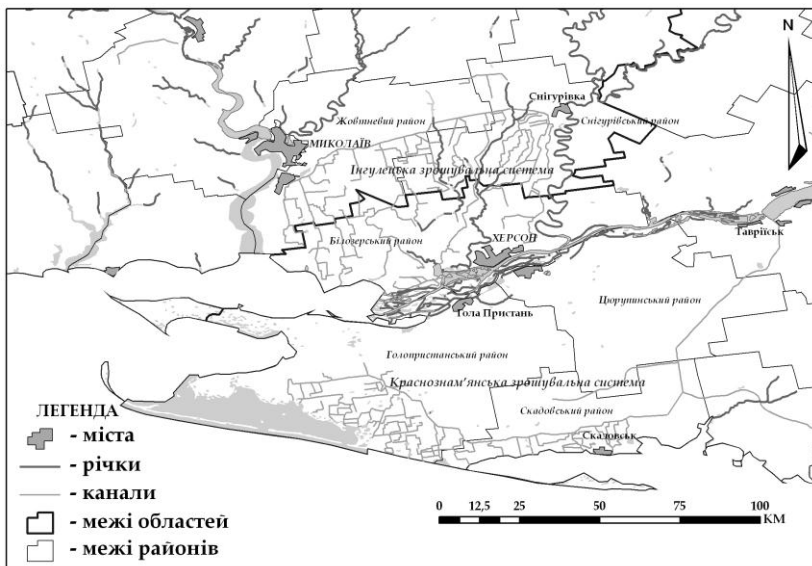 N
Снігурівка
Жовтневий район
Снігурівський район
МИКОЛАЇВ
Інгулецька зрошувальна система
Білозерський район
ХЕРСОН
Тавріїськ
Цюрупинський район
Гола Пристань
Голопристанський район
Краснознам'янська зрошувальна система
Скадовський район
Скадовськ
ЛЕГЕНДА
- міста
- річки
- канали
- межі областей
- межі районів
0 12,5 25 50 75 100
КМ